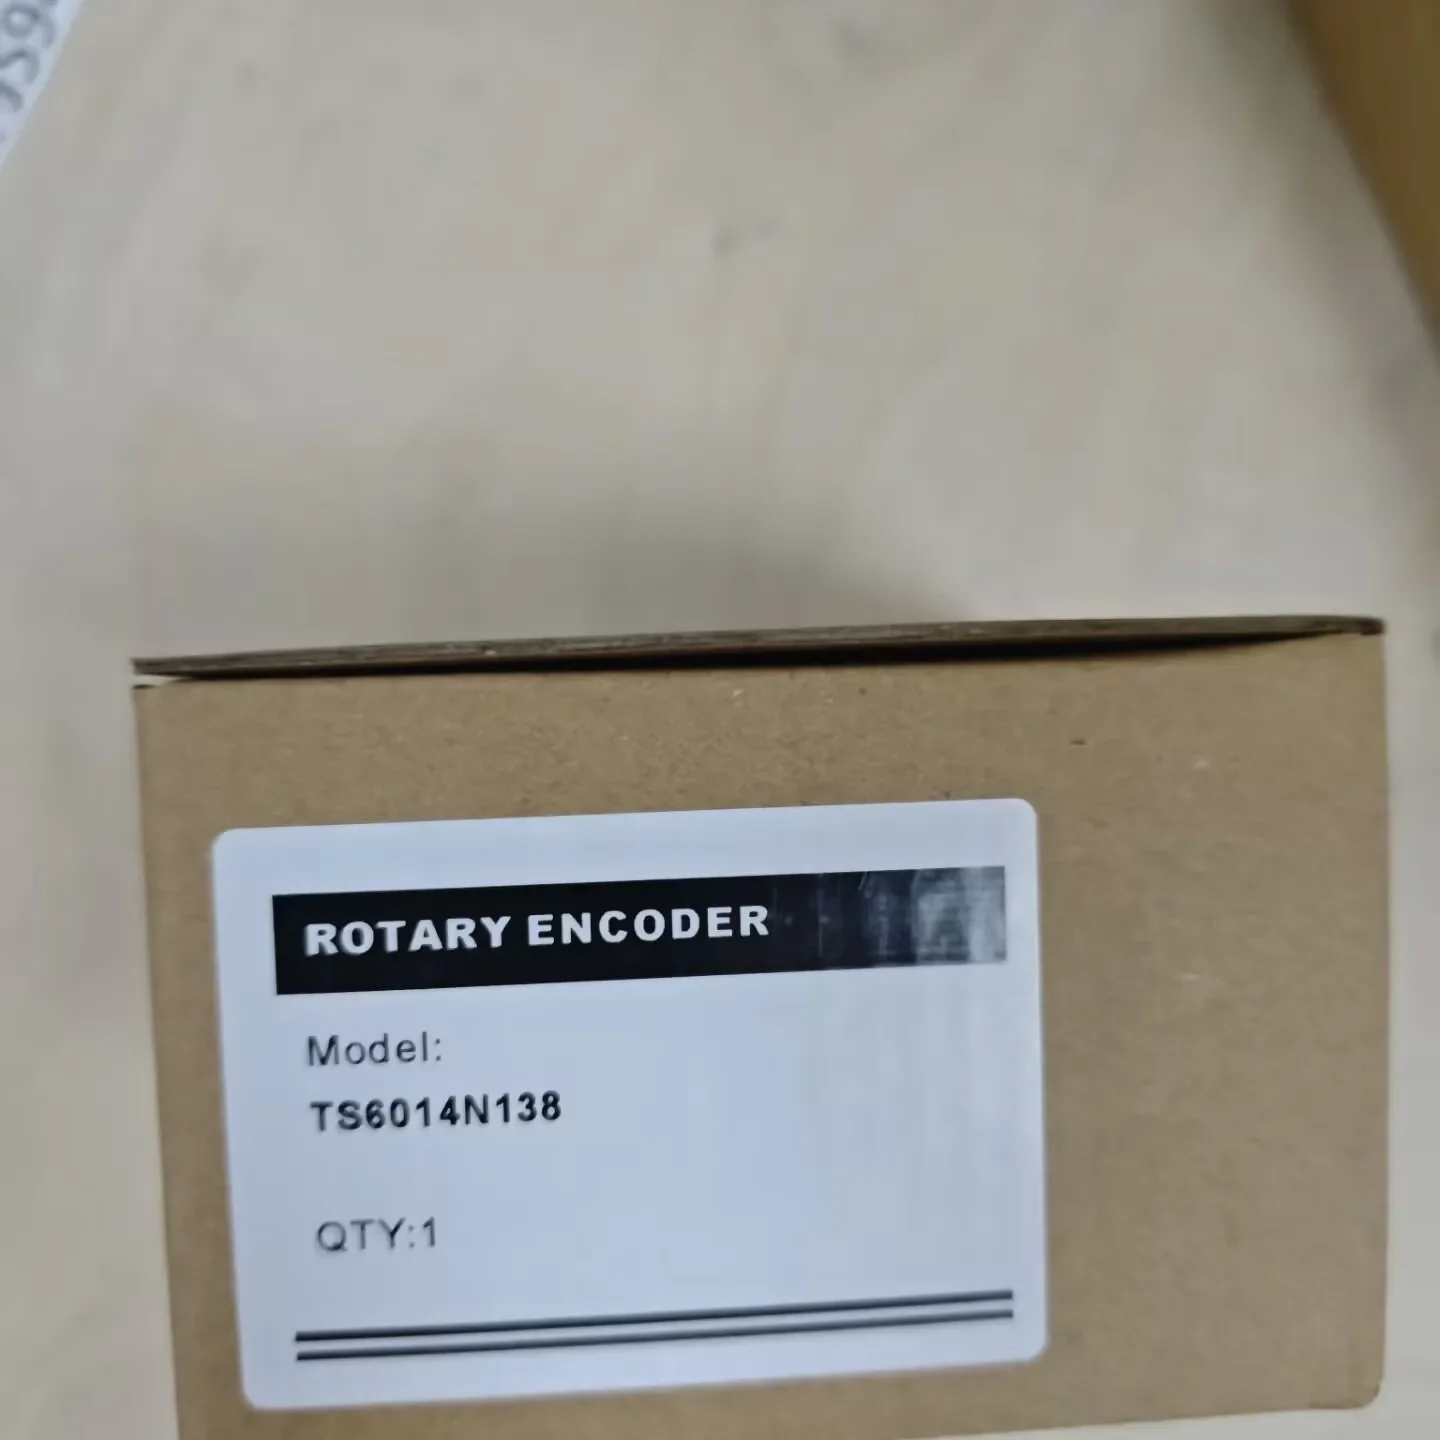 ROTARY ENCODER
Model:
TS6014N138
QTY:1